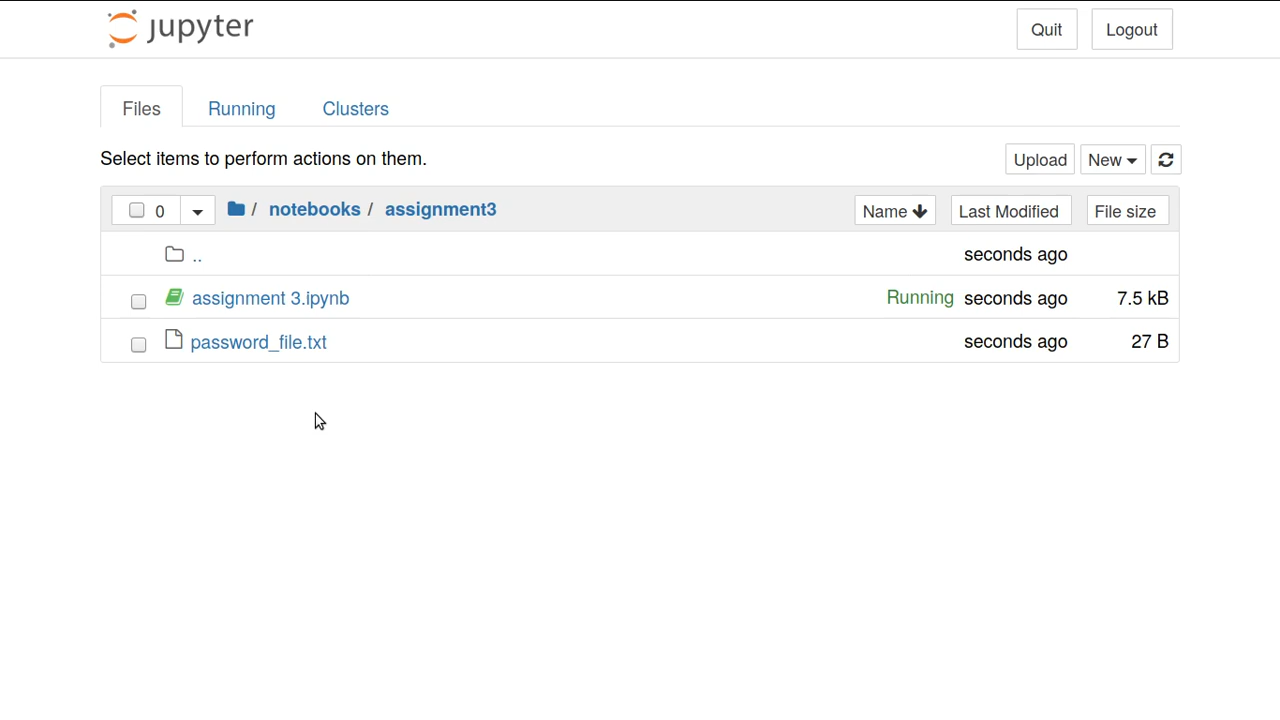 jupyter
Quit
Logout
Files
Running
Clusters
Select items to perform actions on them.
Upload
New
0
/ notebooks / assignment3
Name
Last Modified
File size
..
seconds ago
assignment 3.ipynb
Running seconds ago
7.5 kB
password_file.txt
seconds ago
27 B